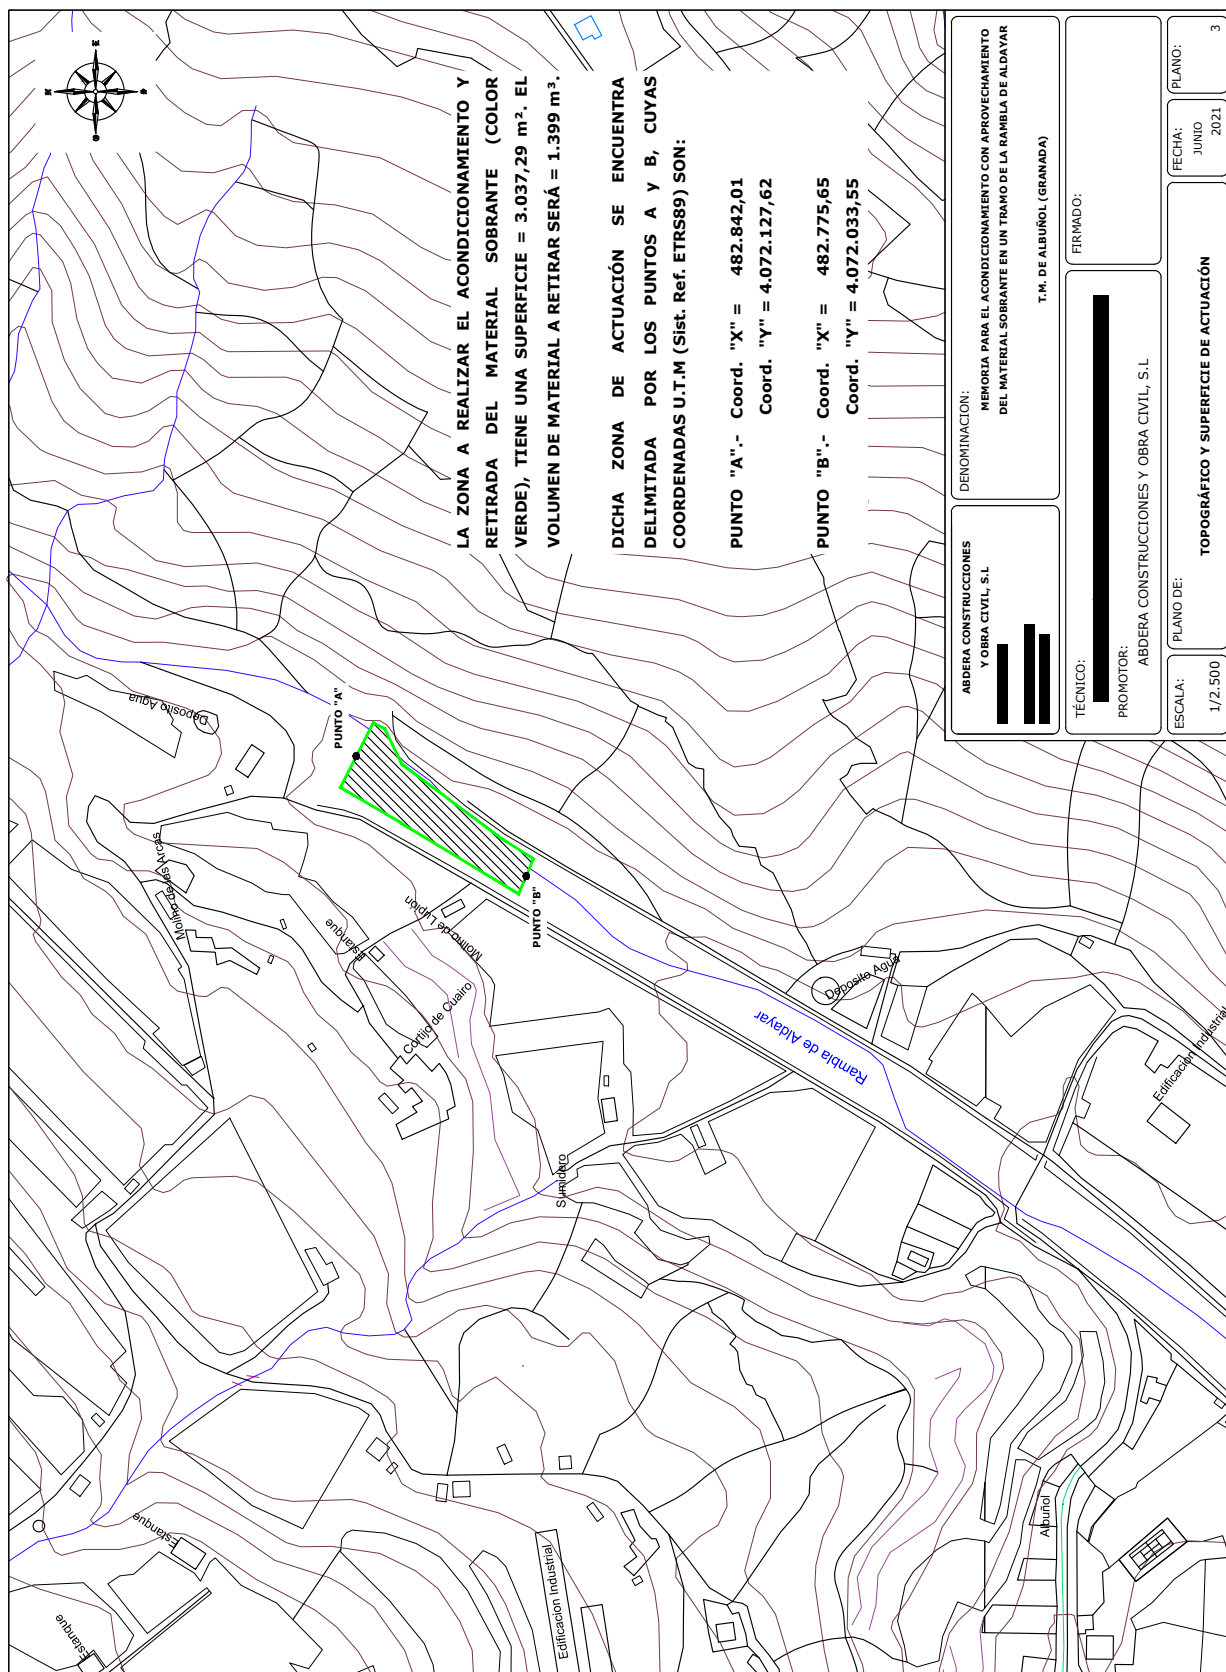 LA ZONA A REALIZAR EL ACONDICIONAMIENTO Y
RETIRADA DEL MATERIAL SOBRANTE (COLOR
VERDE), TIENE UNA SUPERFICIE = 3.037,29 m². EL
VOLUMEN DE MATERIAL A RETIRAR SERÁ = 1.399 m³.
DICHA ZONA DE ACTUACIÓN SE ENCUENTRA
DELIMITADA POR LOS PUNTOS A y B, CUYAS
COORDENADAS U.T.M (Sist. Ref. ETRS89) SON:
PUNTO "A".- Coord. "X" = 482.842,01
Coord. "Y" = 4.072.127,62
PUNTO "B".- Coord. "X" = 482.775,65
Coord. "Y" = 4.072.033,55
N
E
S
O
PUNTO "A"
PUNTO "B"
Deposito Agua
Molino de las Arcas
Estanque
Molino de Lupión
Cortijo de Cuairo
Sumidero
Rambla de Aldayar
Deposito Agua
Edificacion Industrial
Estanque
Estanque
Edificacion Industrial
Albuñol
ABDERA CONSTRUCCIONES
Y OBRA CIVIL, S.L
DENOMINACION:
MEMORIA PARA EL ACONDICIONAMIENTO CON APROVECHAMIENTO
DEL MATERIAL SOBRANTE EN UN TRAMO DE LA RAMBLA DE ALDAYAR
T.M. DE ALBUÑOL (GRANADA)
TÉCNICO:
PROMOTOR:
ABDERA CONSTRUCCIONES Y OBRA CIVIL, S.L
FIRMADO:
ESCALA:
1/2.500
PLANO DE:
TOPOGRÁFICO Y SUPERFICIE DE ACTUACIÓN
FECHA:
JUNIO
2021
PLANO:
3